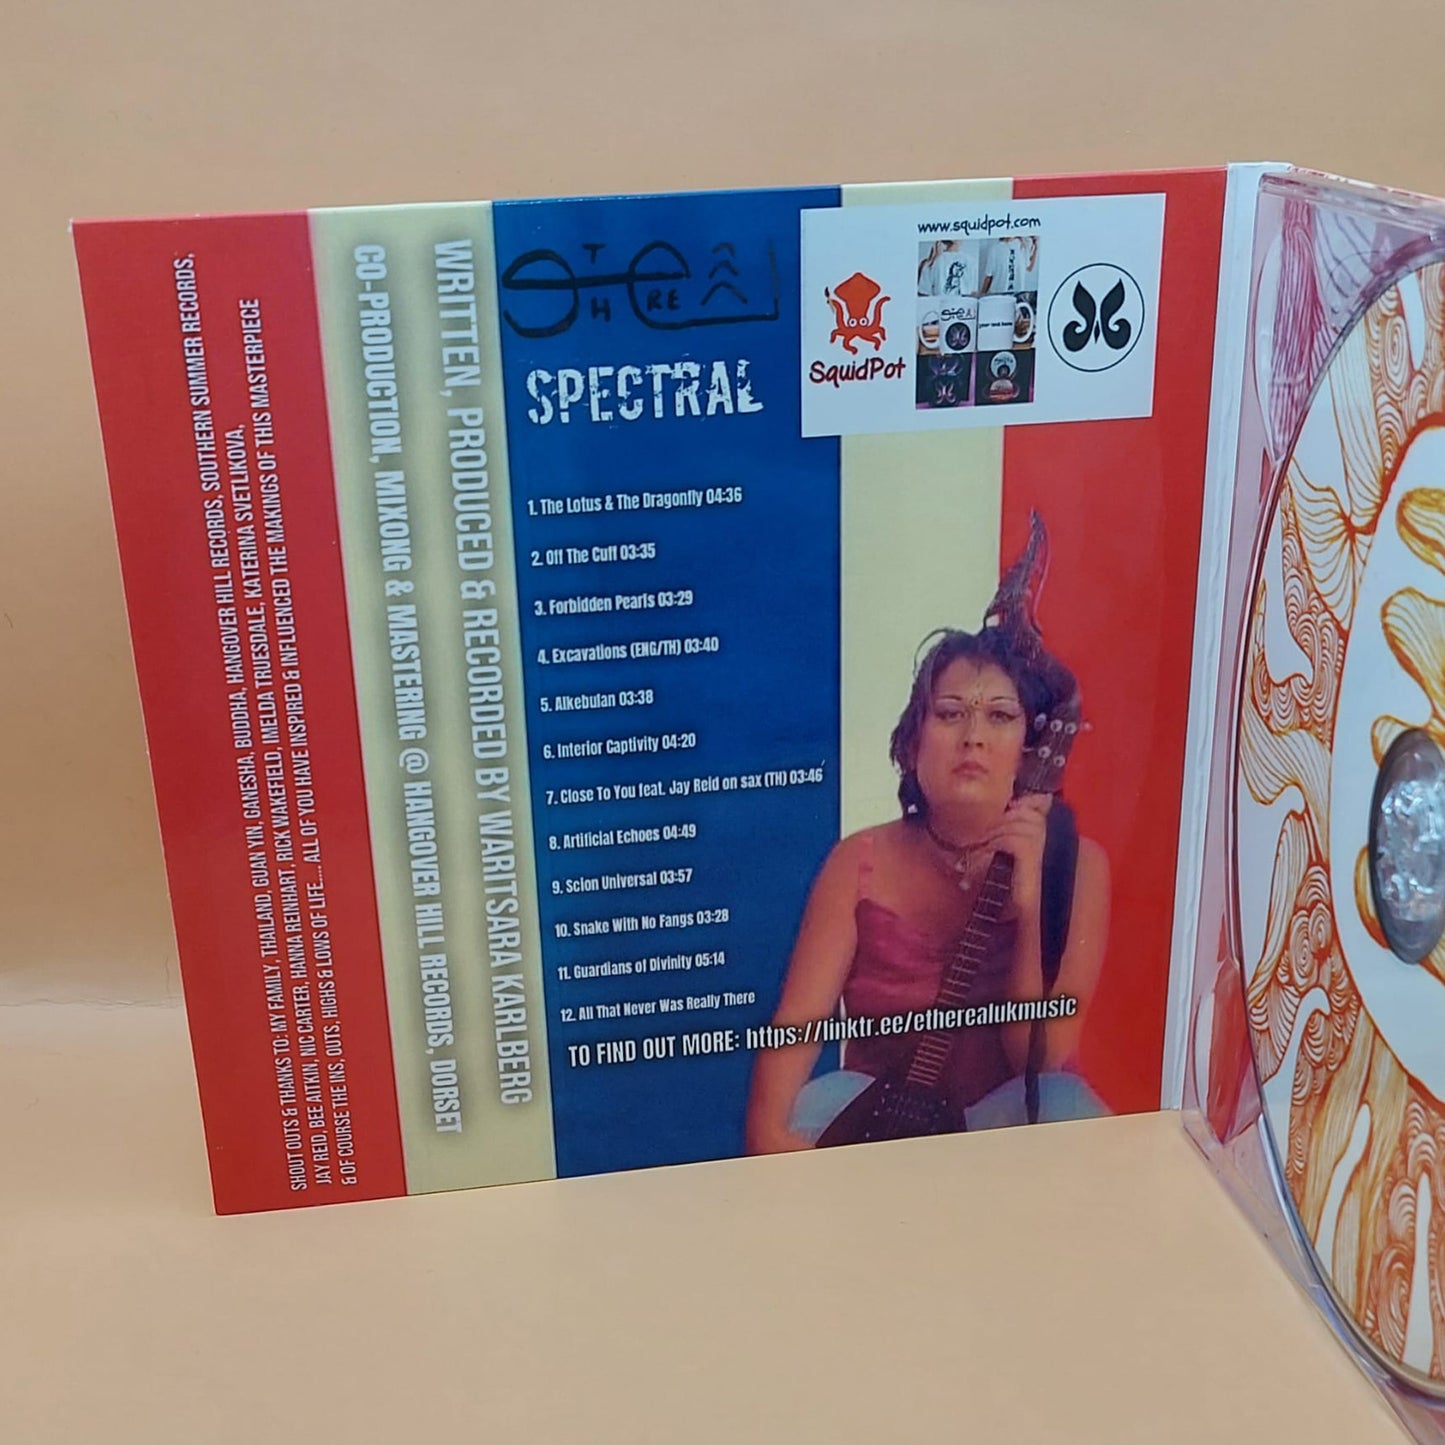 SHOUT OUTS & THANKS TO: MY FAMILY, THAILAND, GUAN YIN, GANESHA, BUDDHA, HANGOVER HILL RECORDS, SOUTHERN SUMMER RECORDS,
JAY REID, BEE AITKIN, NIC CARTER, HANNA REINHART, RICK WAKEFIELD, IMELDA TRUESDALE, KATERINA SVETLIKOVA,
& OF COURSE THE INS, OUTS, HIGHS & LOWS OF LIFE.... ALL OF YOU HAVE INSPIRED & INFLUENCED THE MAKINGS OF THIS MASTERPIECE
WRITTEN, PRODUCED & RECORDED BY WARITSARA KARLBERG
CO-PRODUCTION, MIXONG & MASTERING @ HANGOVER HILL RECORDS, DORSET
SPECTRAL
1. The Lotus & The Dragonfly 04:36
2. Off The Cuff 03:35
3. Forbidden Pearls 03:29
4. Excavations (ENG/TH) 03:40
5. Alkebulan 03:38
6. Interior Captivity 04:20
7. Close To You feat. Jay Reid on sax (TH) 03:46
8. Artificial Echoes 04:49
9. Scion Universal 03:57
10. Snake With No Fangs 03:28
11. Guardians of Divinity 05:14
12. All That Never Was Really There
TO FIND OUT MORE: https://linktr.ee/etherealukmusic
www.squidpot.com
SquidPot
your text here